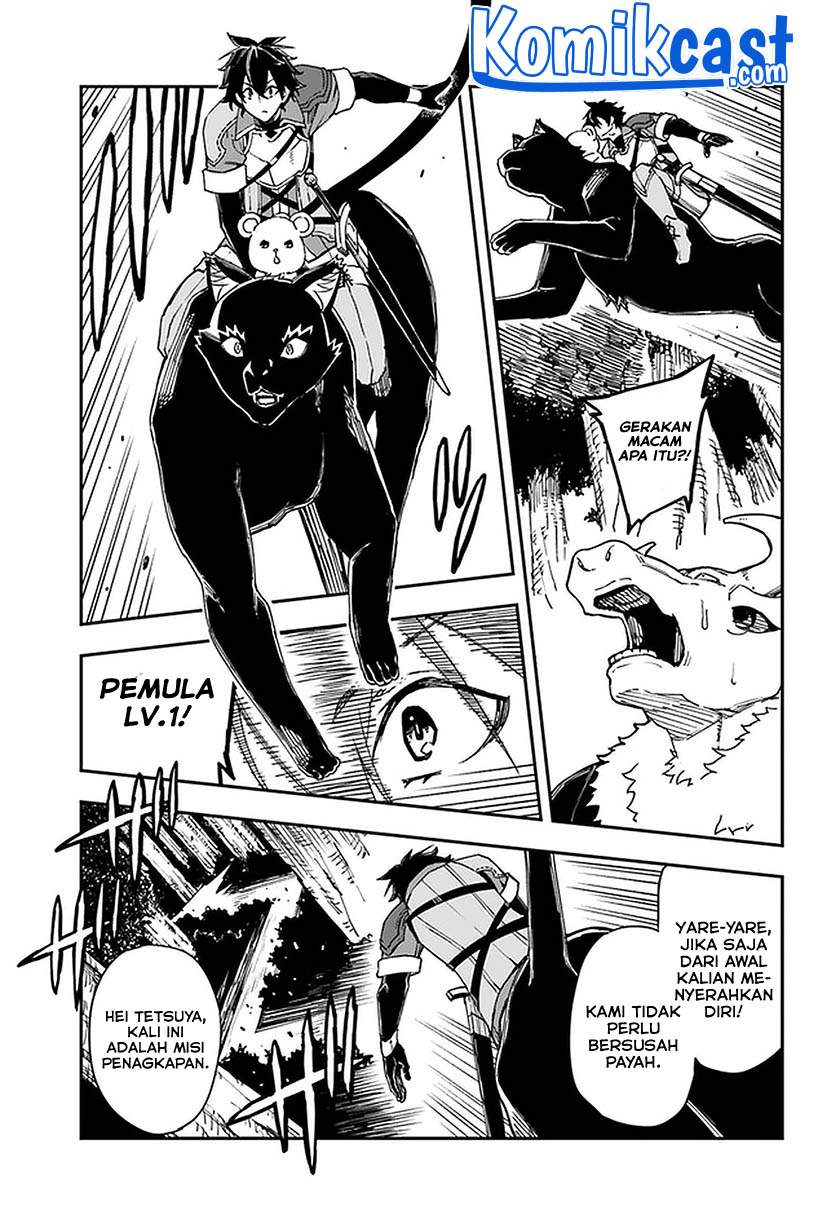 Komikcast
.com
GERAKAN
MACAM
APA ITU?!
PEMULA
LV.1!
YARE-YARE,
JIKA SAJA
DARI AWAL
KALIAN ME-
NYERAHKAN
DIRI!
KAMI TIDAK
PERLU
BERSUSAH
PAYAH.
HEI TETSUYA,
KALI INI
ADALAH MISI
PENAGKAPAN.